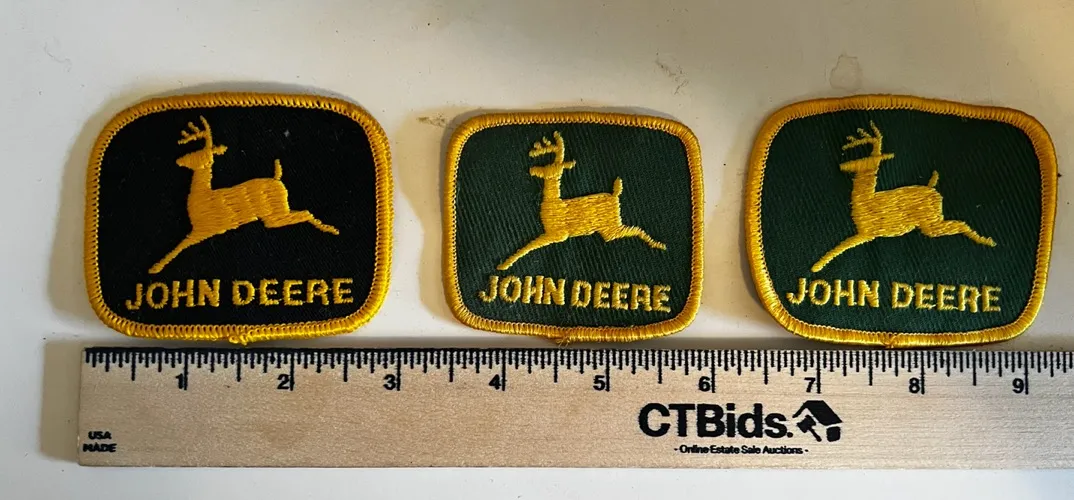 JOHN DEERE
JOHN DEERE
JOHN DEERE
1 2 3 4 5 6 7 8 9
CTBids.
- Online Estate Sale Auctions -
USA
MADE